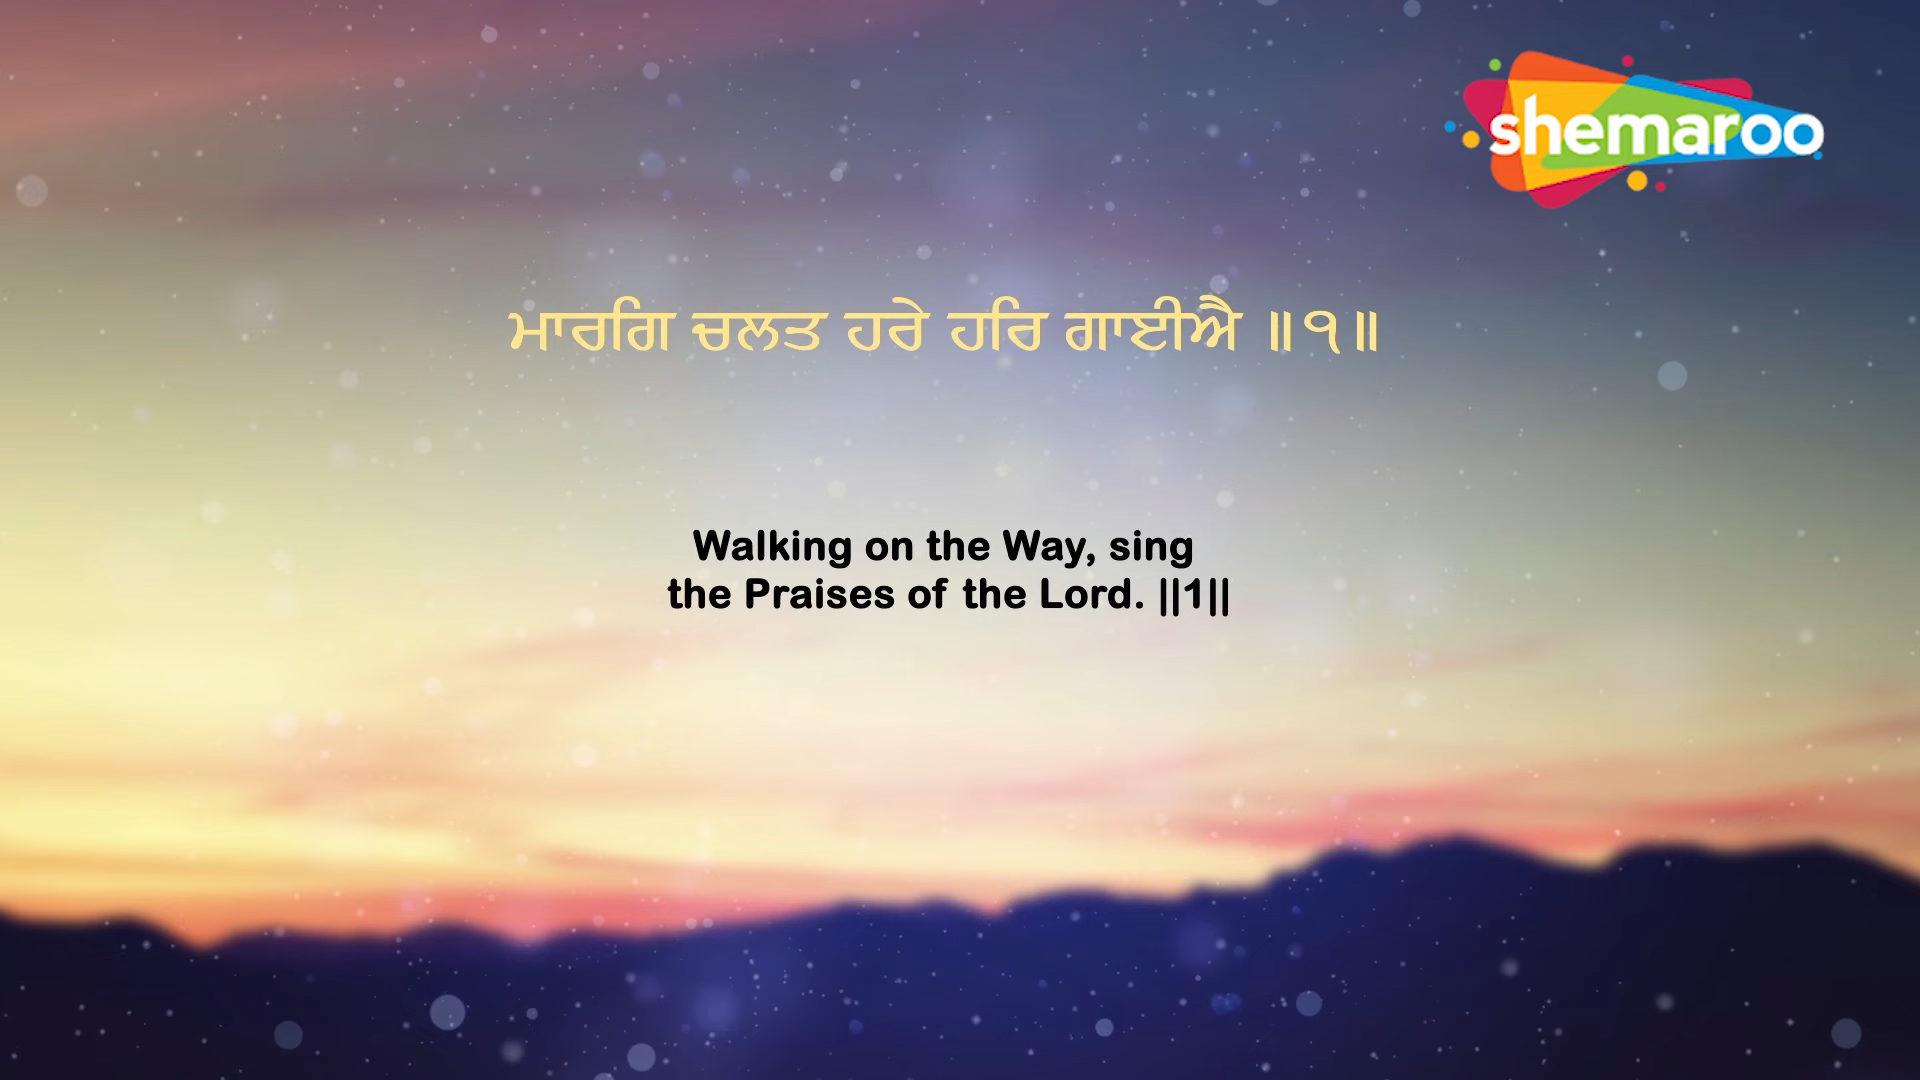 shemaroo
ਮਾਰਗਿ ਚਲਤ ਹਰੇ ਹਰਿ ਗਾਈਐ ॥੧॥
Walking on the Way, sing
the Praises of the Lord. ||1||